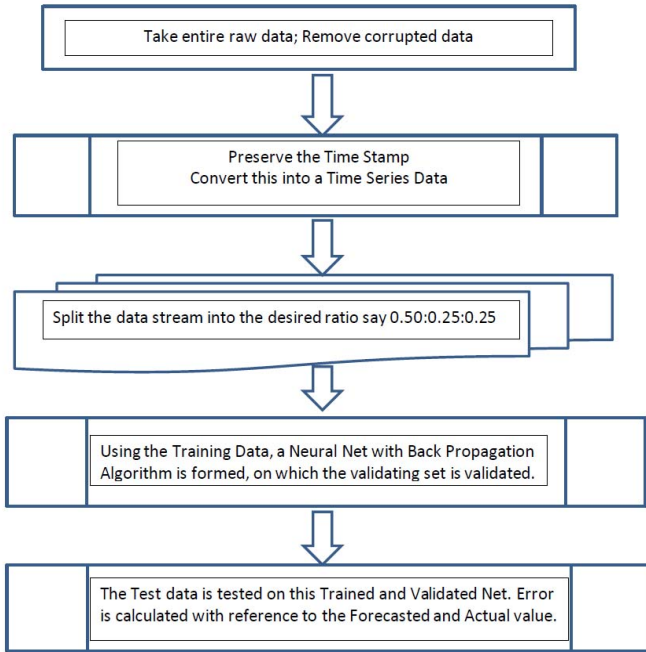 Take entire raw data; Remove corrupted data
Preserve the Time Stamp
Convert this into a Time Series Data
Split the data stream into the desired ratio say 0.50:0.25:0.25
Using the Training Data, a Neural Net with Back Propagation
Algorithm is formed, on which the validating set is validated.
The Test data is tested on this Trained and Validated Net. Error
is calculated with reference to the Forecasted and Actual value.